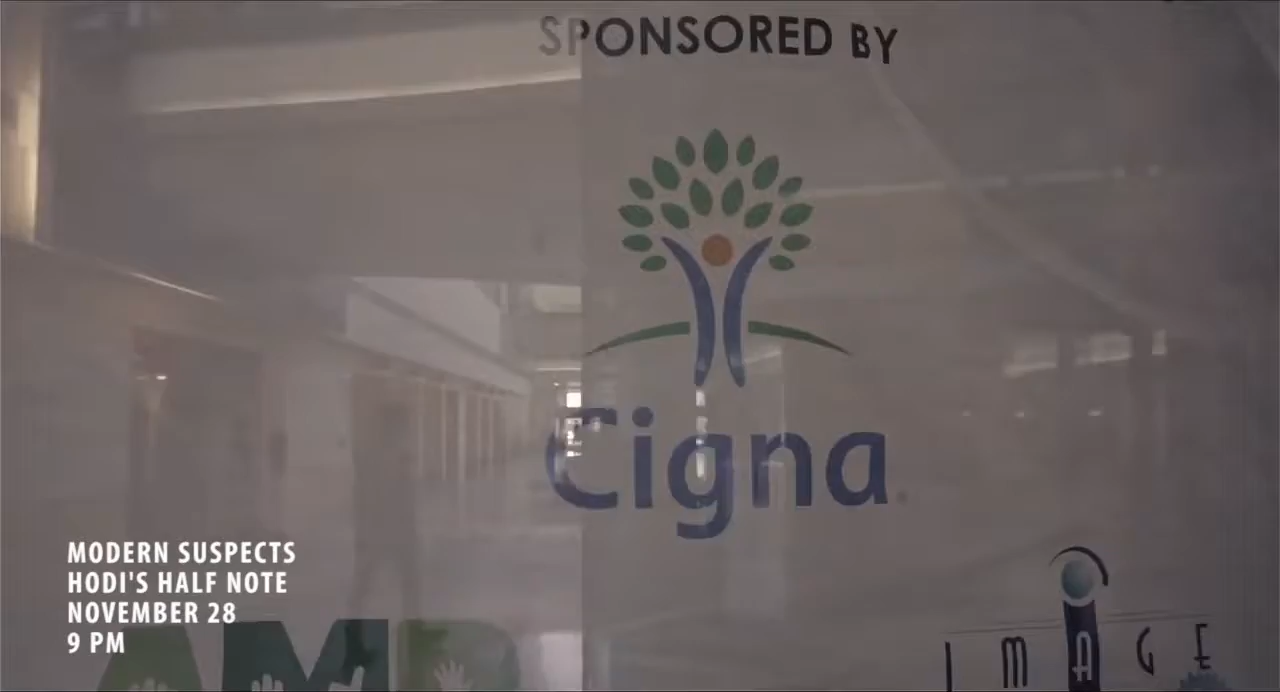 SPONSORED BY
Cigna
MODERN SUSPECTS
HODI'S HALF NOTE
NOVEMBER 28
9 PM
IMAGE